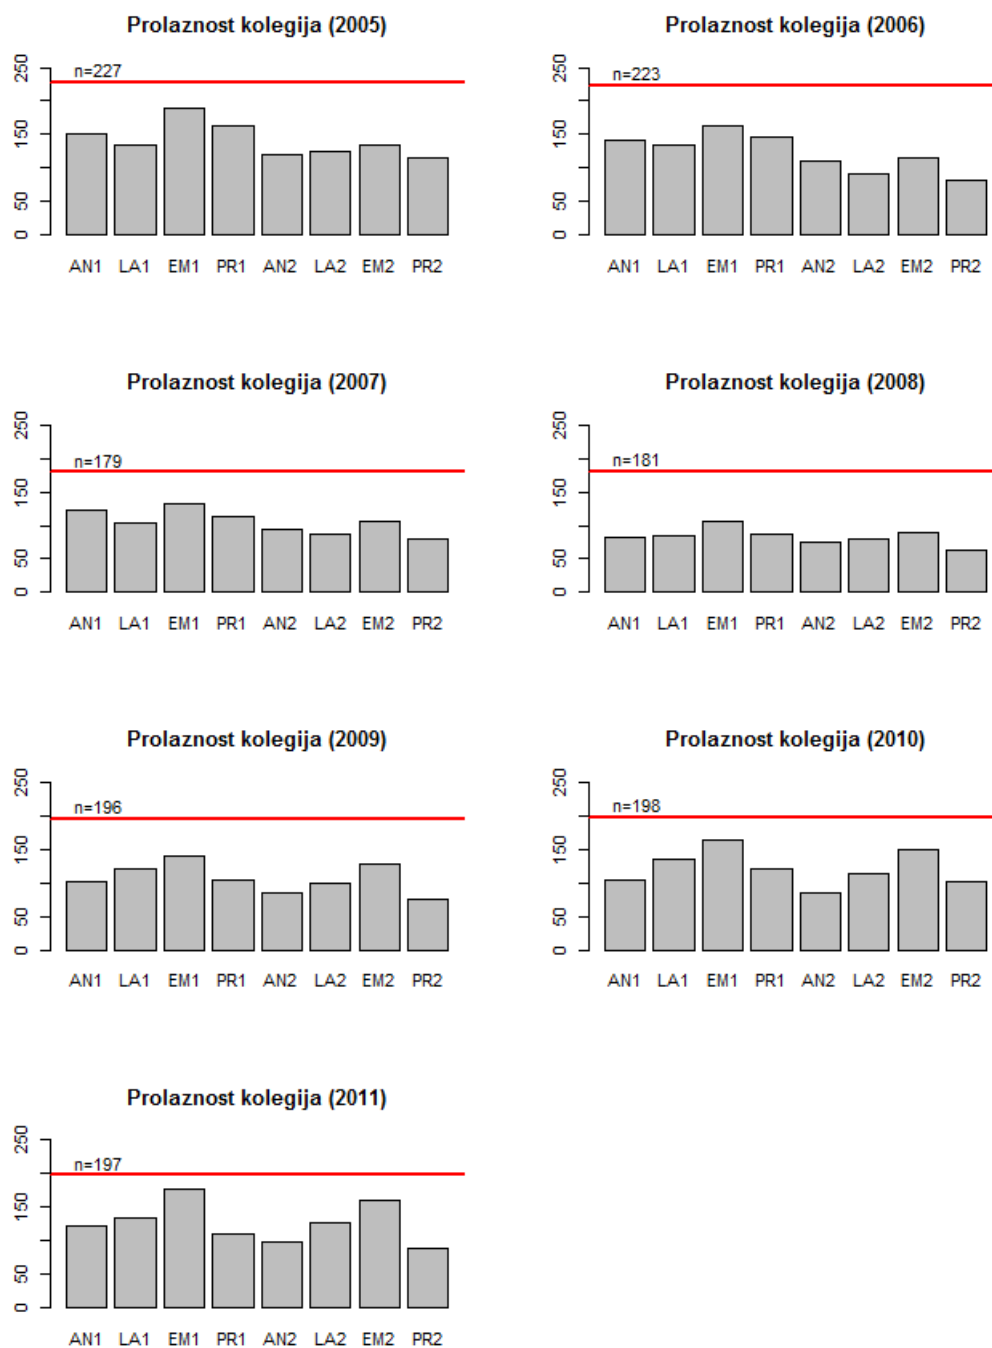 Prolaznost kolegija (2005)
250
150
50
0
n=227
AN1 LA1 EM1 PR1 AN2 LA2 EM2 PR2
Prolaznost kolegija (2006)
250
150
50
0
n=223
AN1 LA1 EM1 PR1 AN2 LA2 EM2 PR2
Prolaznost kolegija (2007)
250
150
50
0
n=179
AN1 LA1 EM1 PR1 AN2 LA2 EM2 PR2
Prolaznost kolegija (2008)
250
150
50
0
n=181
AN1 LA1 EM1 PR1 AN2 LA2 EM2 PR2
Prolaznost kolegija (2009)
250
150
50
0
n=196
AN1 LA1 EM1 PR1 AN2 LA2 EM2 PR2
Prolaznost kolegija (2010)
250
150
50
0
n=198
AN1 LA1 EM1 PR1 AN2 LA2 EM2 PR2
Prolaznost kolegija (2011)
250
150
50
0
n=197
AN1 LA1 EM1 PR1 AN2 LA2 EM2 PR2